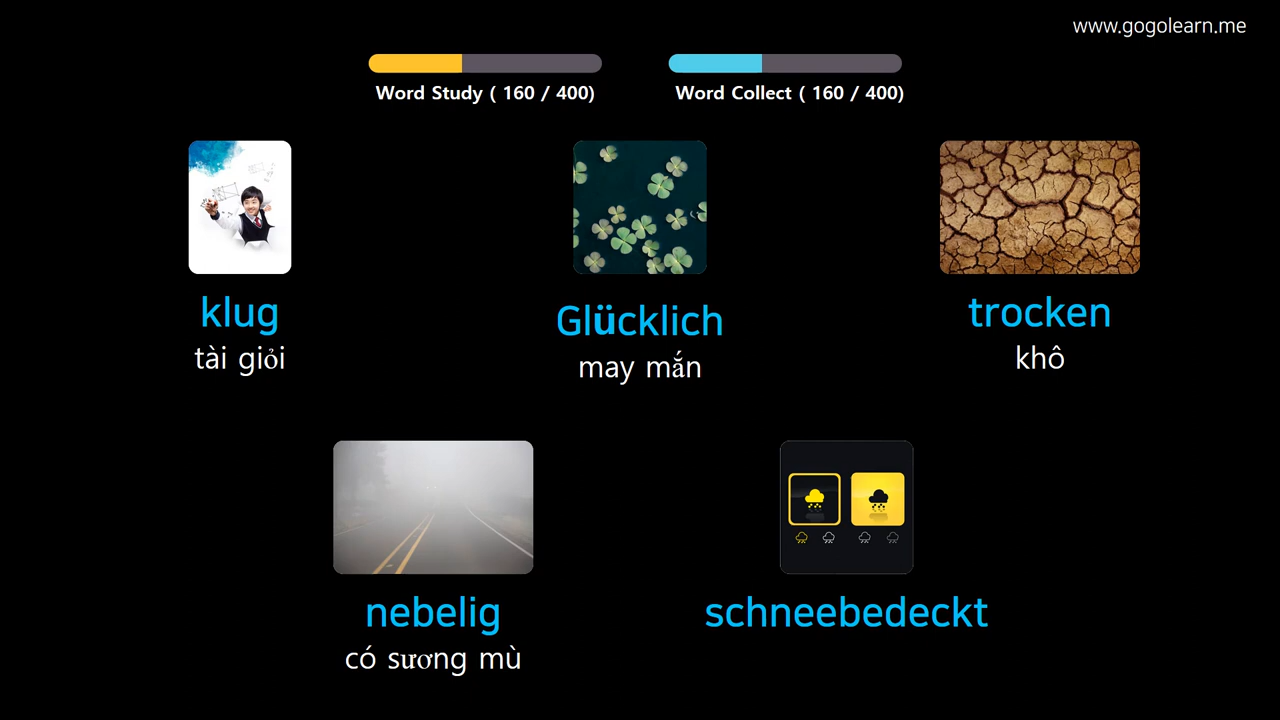 www.gogolearn.me
Word Study ( 160 / 400)
Word Collect ( 160 / 400)
klug
tài giỏi
Glücklich
may mắn
trocken
khô
nebelig
có sương mù
schneebedeckt